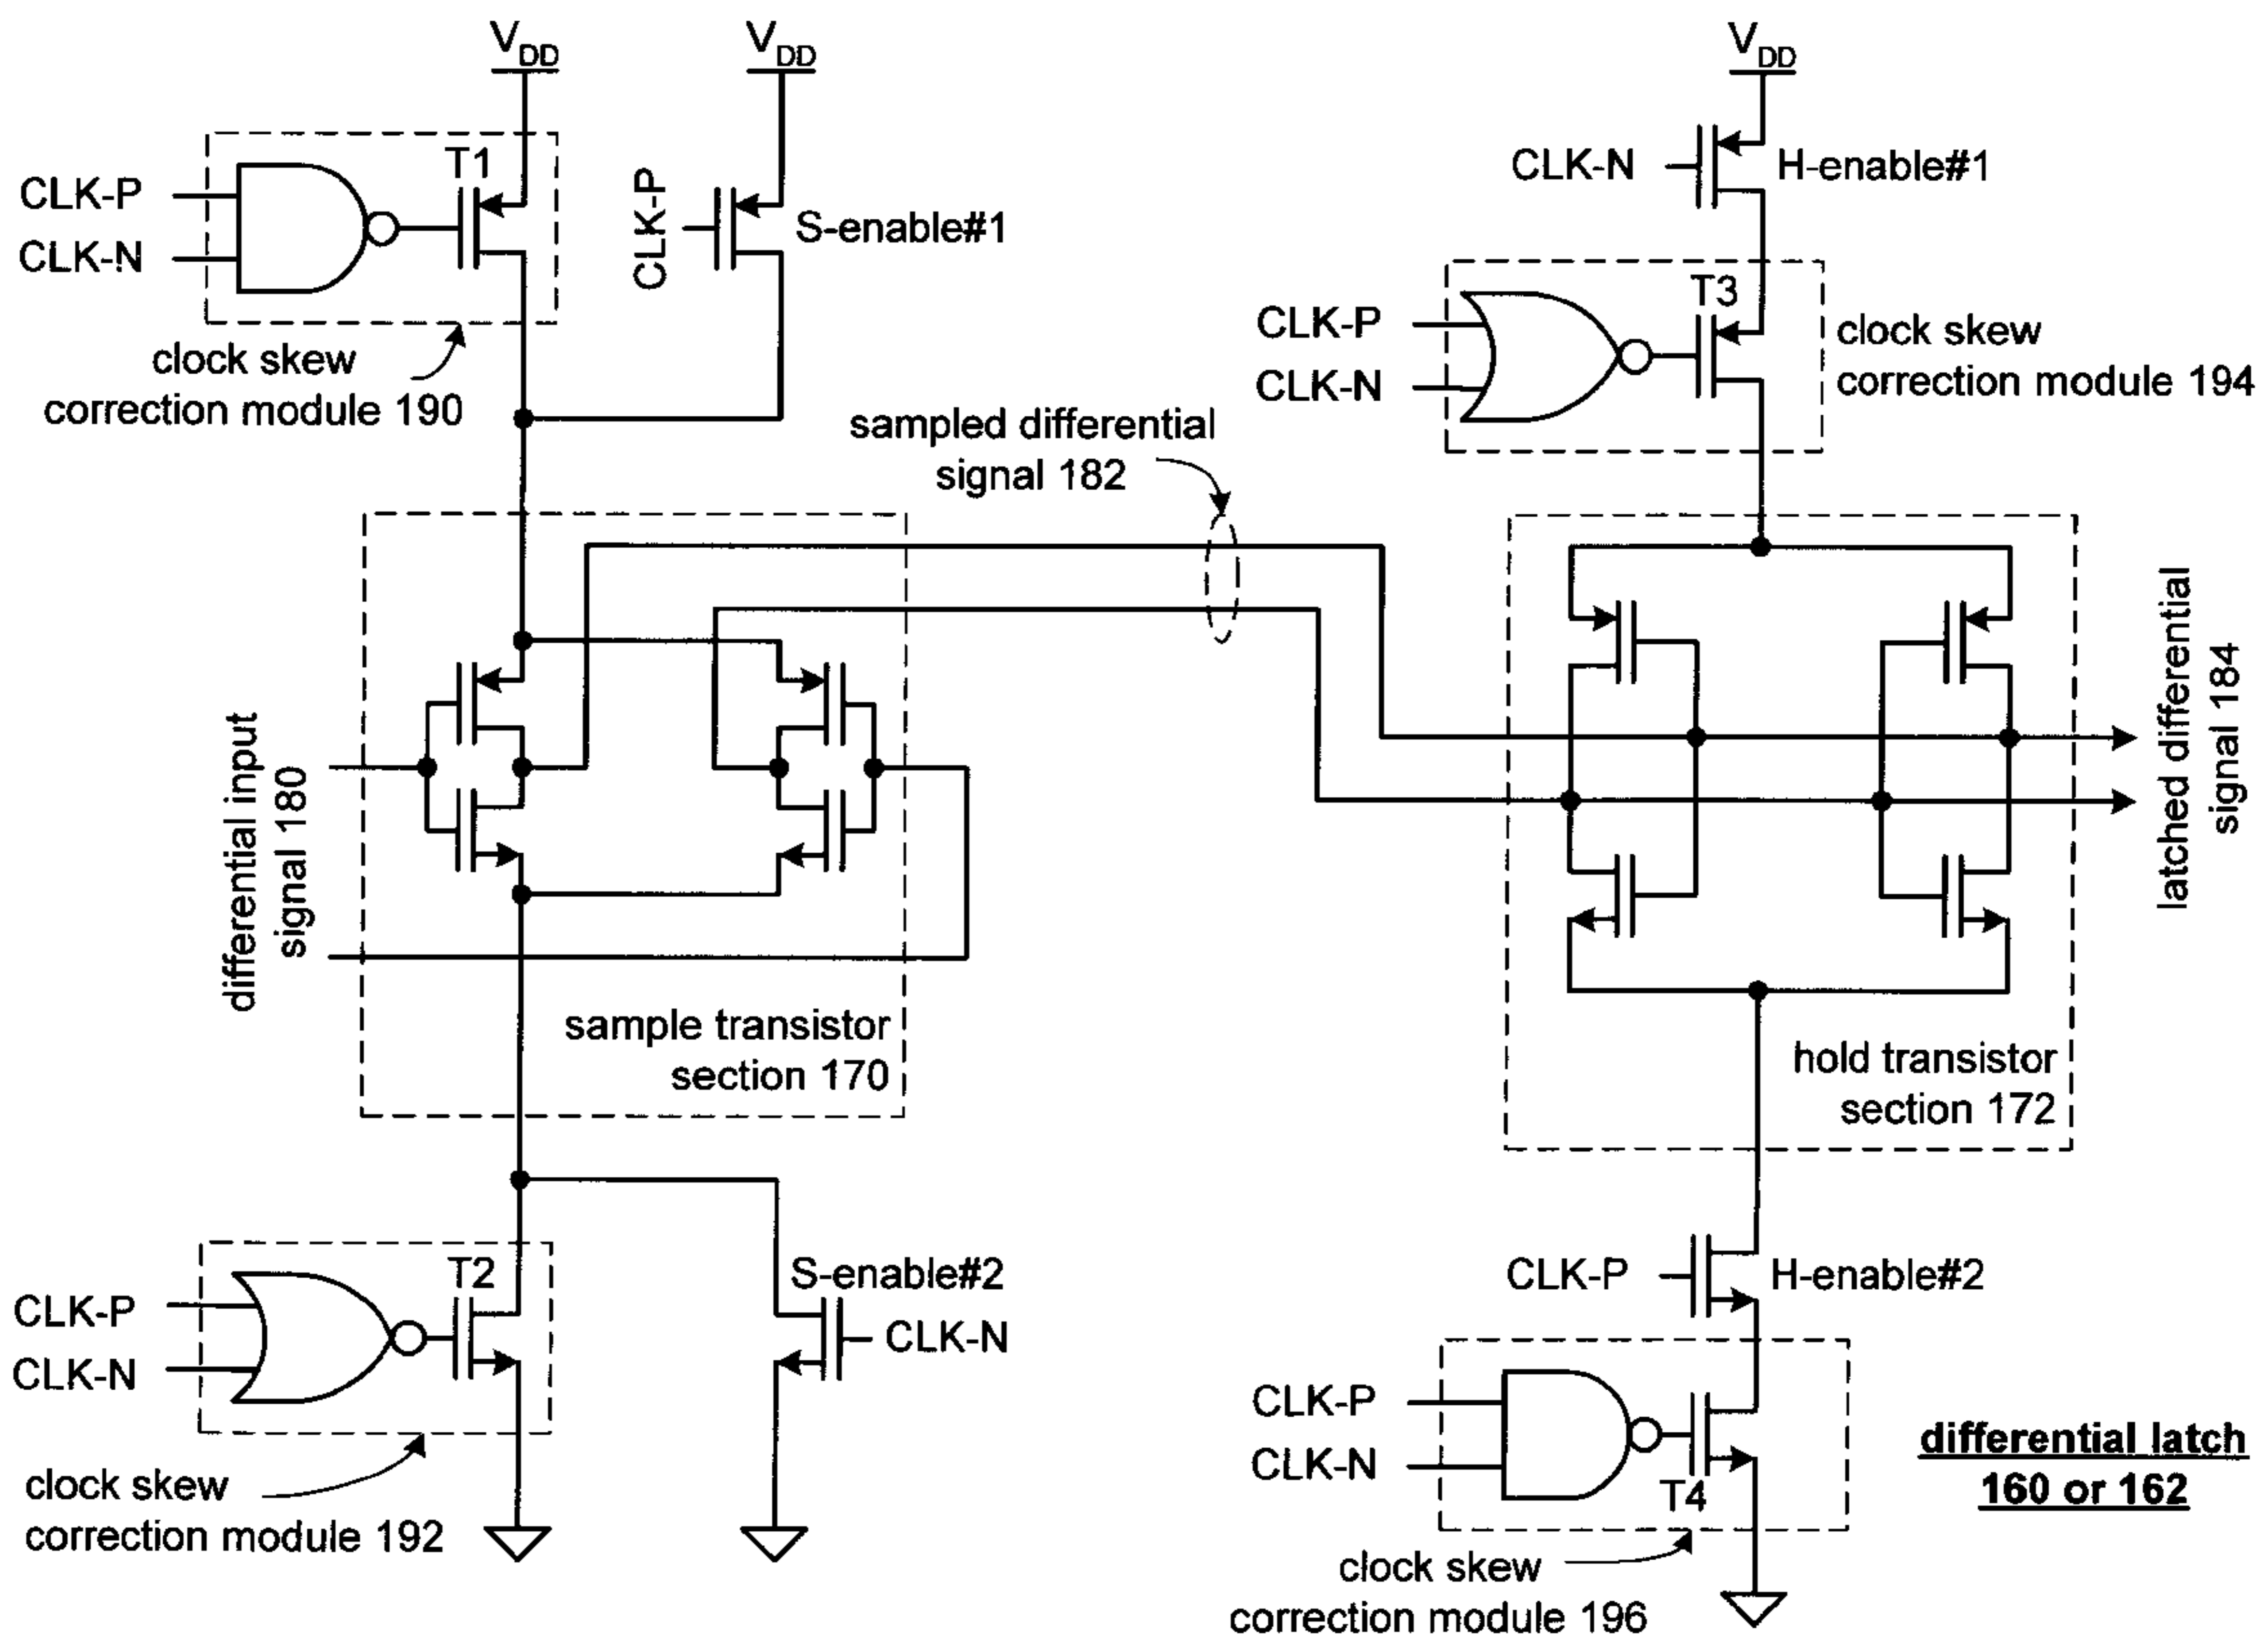 VDD
VDD
VDD
T1
CLK-P
CLK-N
CLK-P
S-enable#1
clock skew
correction module 190
CLK-N
H-enable#1
T3
CLK-P
CLK-N
clock skew
correction module 194
sampled differential
signal 182
differential input
signal 180
sample transistor
section 170
latched differential
signal 184
hold transistor
section 172
T2
CLK-P
CLK-N
S-enable#2
CLK-N
clock skew
correction module 192
CLK-P
H-enable#2
CLK-P
CLK-N
T4
clock skew
correction module 196
differential latch
160 or 162